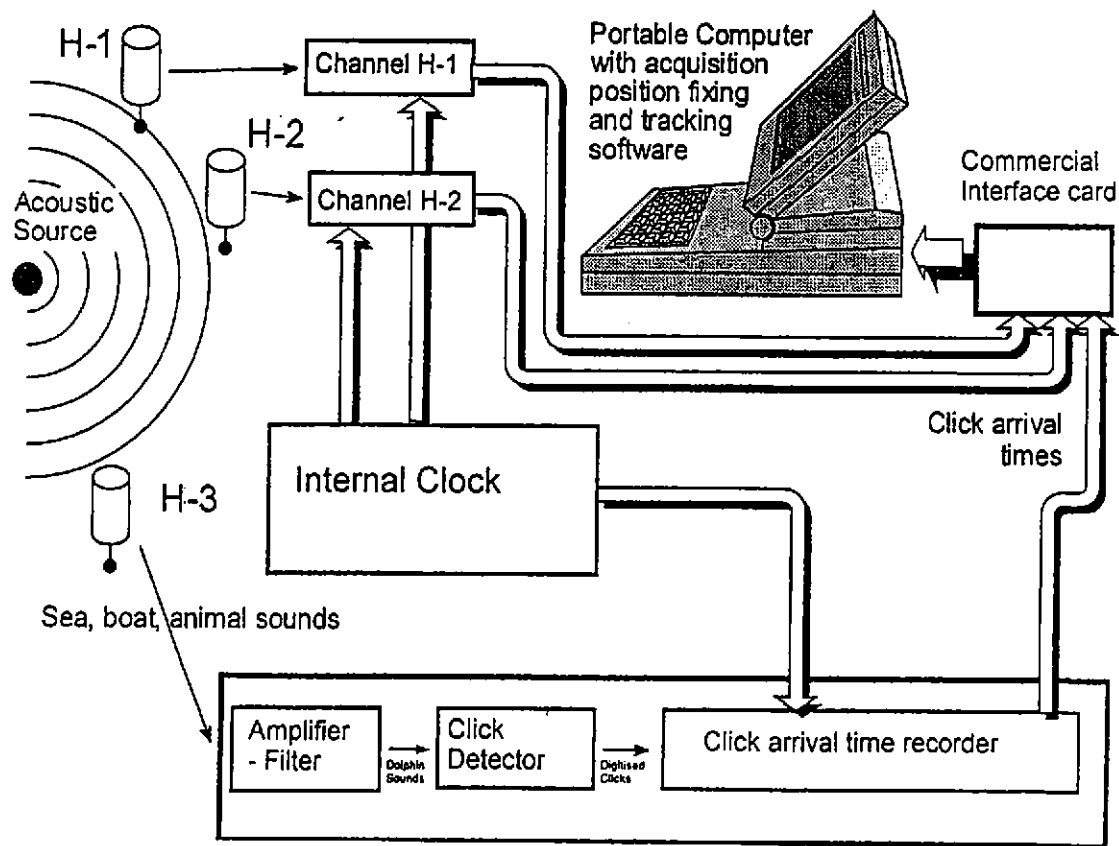 H-1
Channel H-1
Portable Computer
with acquisition
position fixing
and tracking
software
H-2
Channel H-2
Commercial
Interface card
Acoustic
Source
Click arrival
times
Internal Clock
H-3
Sea, boat, animal sounds
Amplifier
- Filter
Dolphin
Sounds
Click
Detector
Digitised
Clicks
Click arrival time recorder